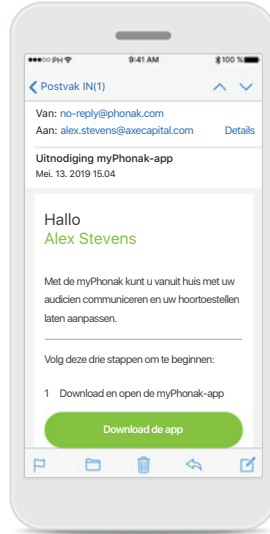 PH 9:41 AM 100 %
Postvak IN(1)
Van: no-reply@phonak.com
Aan: alex.stevens@axecapital.com Details
Uitnodiging myPhonak-app
Mei. 13. 2019 15.04
Hallo
Alex Stevens
Met de myPhonak kunt u vanuit huis met uw
audicien communiceren en uw hoortoestellen
laten aanpassen.
Volg deze drie stappen om te beginnen:
1 Download en open de myPhonak-app
Download de app